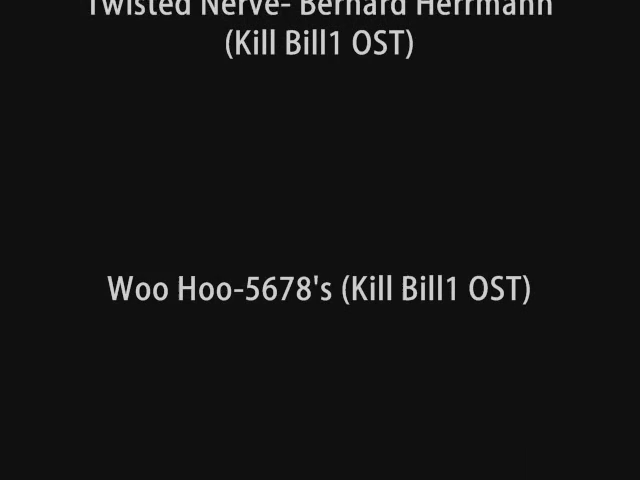 Twisted Nerve- Bernard Herrmann
(Kill Bill1 OST)
Woo Hoo-5678's (Kill Bill1 OST)